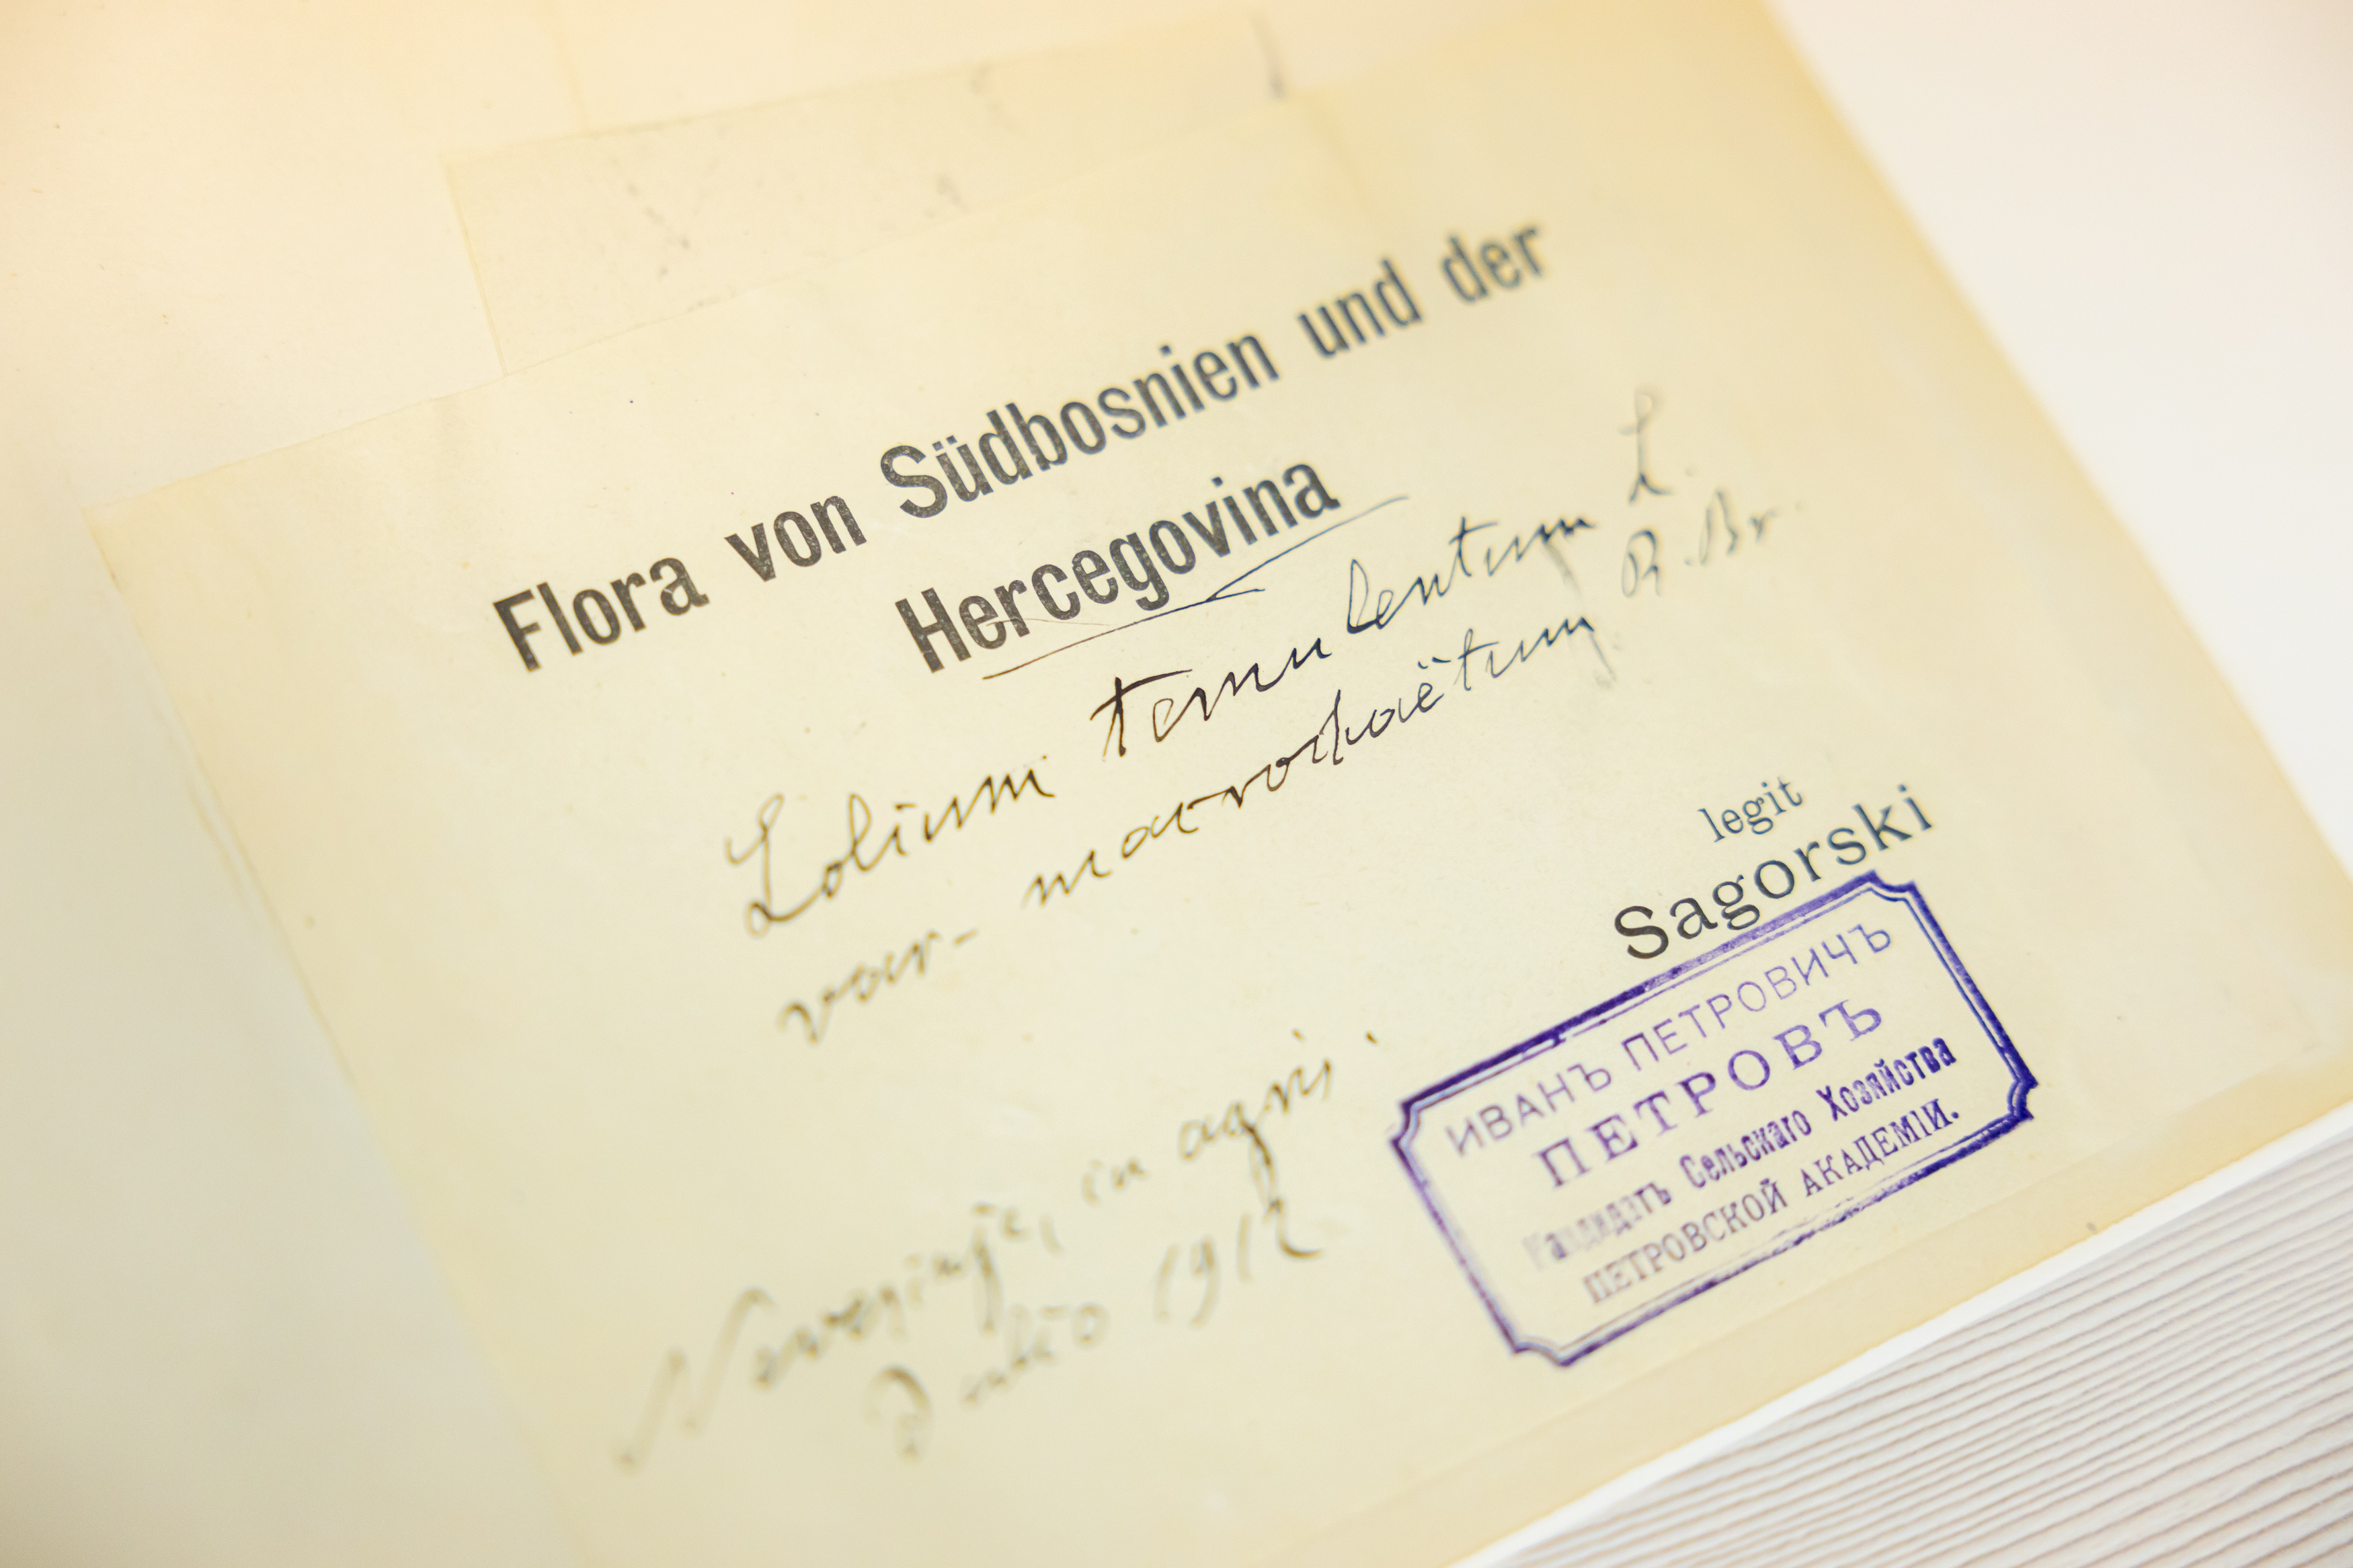 Flora von Südbosnien und der
Hercegovina
Lolium temulentum L.
var. macrochaëtum R. Br.
legit
Sagorski
ИВАНЪ ПЕТРОВИЧЪ
ПЕТРОВЪ
Кандидатъ Сельскаго Хозяйства
ПЕТРОВСКОЙ АКАДЕМІИ.
Nevesinje, in agris.
Julio 1912